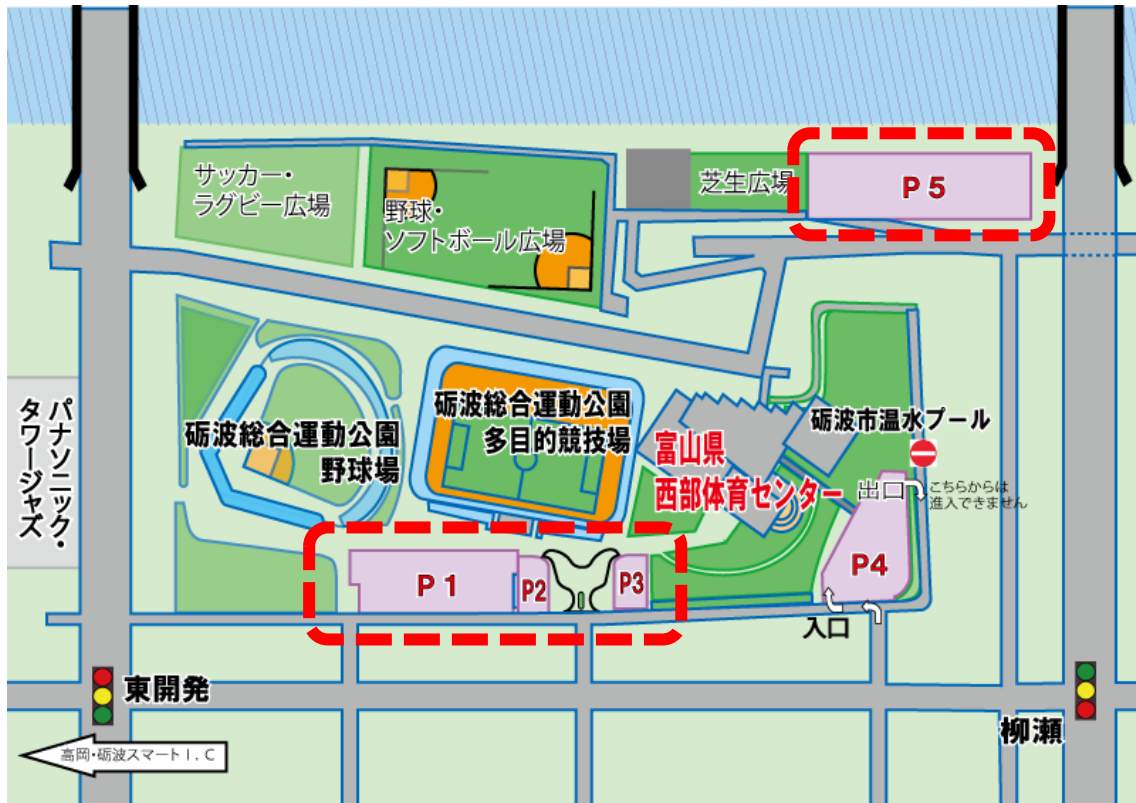 サッカー・
ラグビー広場
野球・
ソフトボール広場
芝生広場
P 5
砺波総合運動公園
野球場
砺波総合運動公園
多目的競技場
富山県
西部体育センター
砺波市温水プール
出口
こちらからは
進入できません
パナソニック・
タワージャズ
P 1
P2
P3
P4
入口
東開発
柳瀬
高岡・砺波スマートI.C